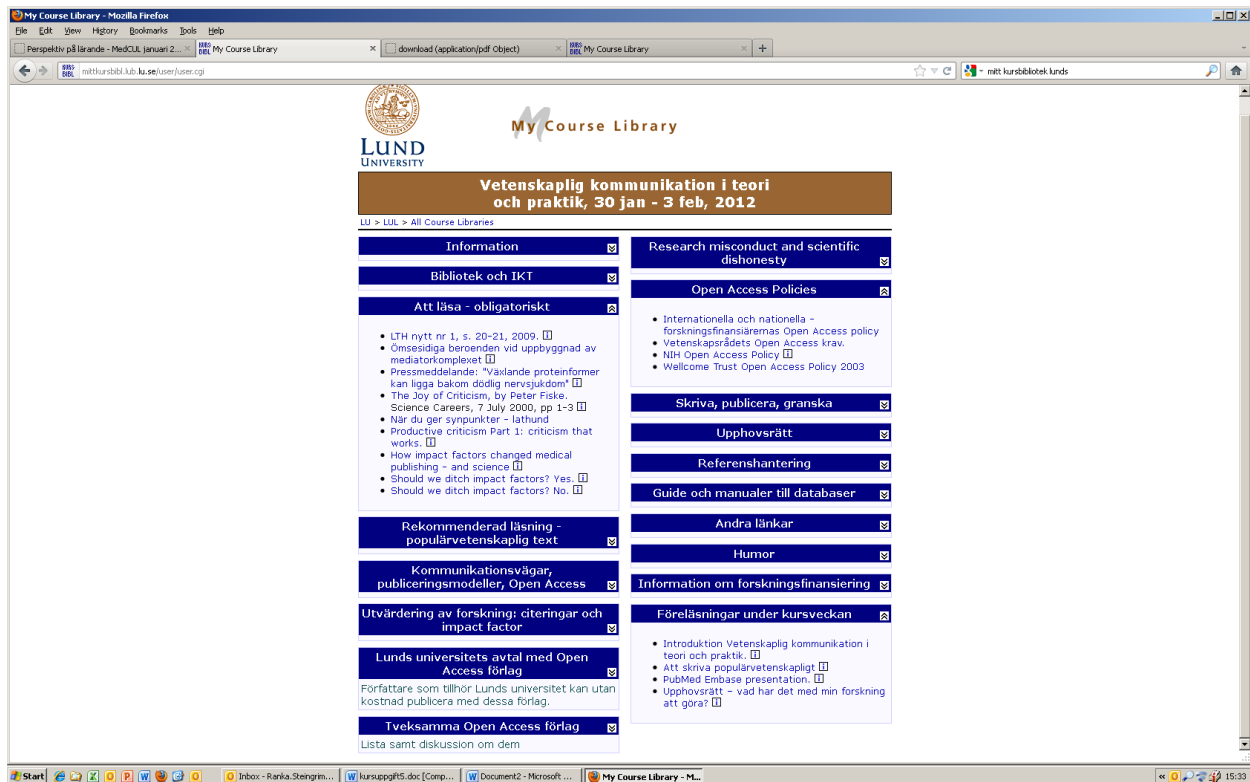 My Course Library - Mozilla Firefox
File Edit View History Bookmarks Tools Help
Perspektiv på lärande - MedCUL januari 2...
KURS BIBL My Course Library
download (application/pdf Object)
KURS BIBL My Course Library
KURS BIBL mittkursbibl.lub.lu.se/user/user.cgi
mitt kursbibliotek lunds
LUND
UNIVERSITY
My Course Library
Vetenskaplig kommunikation i teori
och praktik, 30 jan - 3 feb, 2012
LU > LUL > All Course Libraries
Information
Bibliotek och IKT
Att läsa - obligatoriskt
LTH nytt nr 1, s. 20-21, 2009.
Ömsesidiga beroenden vid uppbyggnad av
mediatorkomplexet
Pressmeddelande: "Växlande proteinformer
kan ligga bakom dödlig nervsjukdom"
The Joy of Criticism, by Peter Fiske.
Science Careers, 7 July 2000, pp 1-3
När du ger synpunkter - lathund
Productive criticism Part 1: criticism that
works.
How impact factors changed medical
publishing - and science
Should we ditch impact factors? Yes.
Should we ditch impact factors? No.
Rekommenderad läsning -
populärvetenskaplig text
Kommunikationsvägar,
publiceringsmodeller, Open Access
Utvärdering av forskning: citeringar och
impact factor
Lunds universitets avtal med Open
Access förlag
Författare som tillhör Lunds universitet kan utan
kostnad publicera med dessa förlag.
Tveksamma Open Access förlag
Lista samt diskussion om dem
Research misconduct and scientific
dishonesty
Open Access Policies
Internationella och nationella -
forskningsfinansiärernas Open Access policy
Vetenskapsrådets Open Access krav.
NIH Open Access Policy
Wellcome Trust Open Access Policy 2003
Skriva, publicera, granska
Upphovsrätt
Referenshantering
Guide och manualer till databaser
Andra länkar
Humor
Information om forskningsfinansiering
Föreläsningar under kursveckan
Introduktion Vetenskaplig kommunikation i
teori och praktik.
Att skriva populärvetenskapligt
PubMed Embase presentation.
Upphovsrätt - vad har det med min forskning
att göra?
Start
Inbox - Ranka.Steingrim...
kursuppgift5.doc [Comp...
Document2 - Microsoft ...
My Course Library - M...
15:33